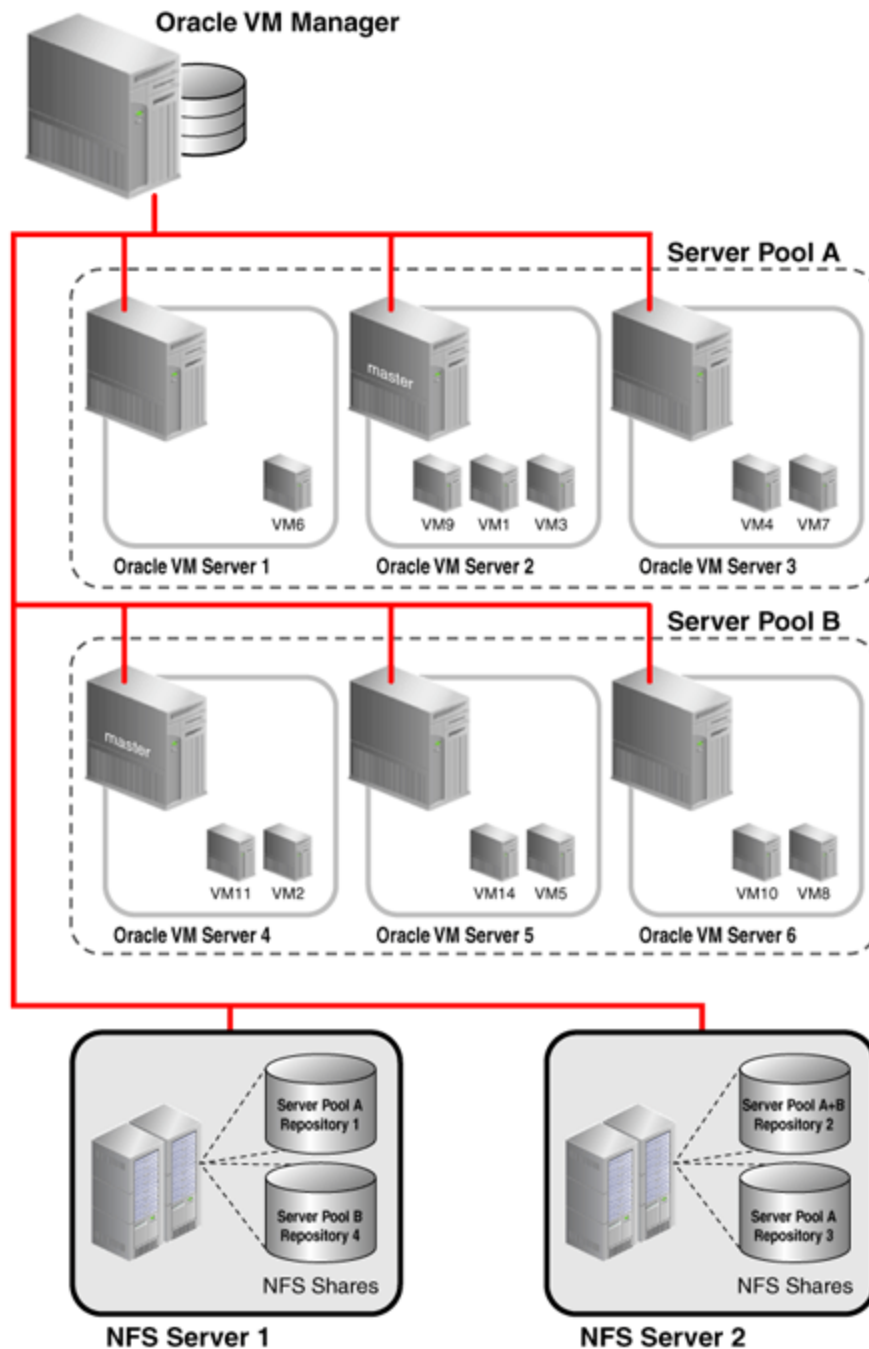 Oracle VM Manager
Server Pool A
master
VM6
VM9
VM1
VM3
VM4
VM7
Oracle VM Server 1
Oracle VM Server 2
Oracle VM Server 3
Server Pool B
master
VM11
VM2
VM14
VM5
VM10
VM8
Oracle VM Server 4
Oracle VM Server 5
Oracle VM Server 6
Server Pool A
Repository 1
Server Pool B
Repository 4
NFS Shares
NFS Server 1
Server Pool A+B
Repository 2
Server Pool A
Repository 3
NFS Shares
NFS Server 2